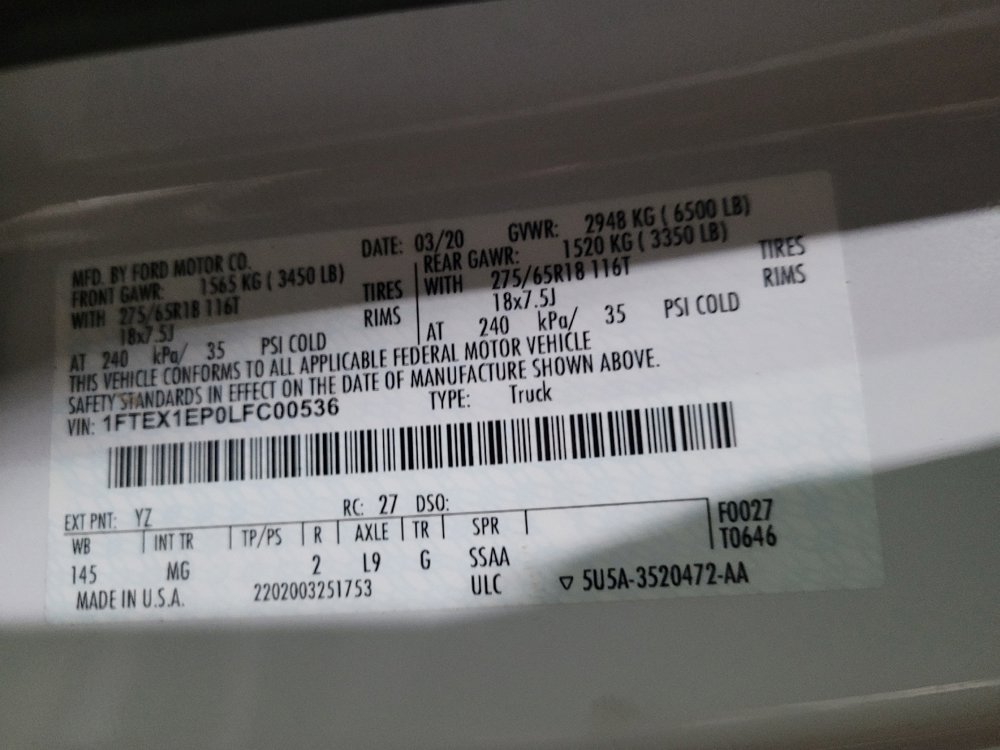 MFD. BY FORD MOTOR CO.
DATE: 03/20
GVWR: 2948 KG ( 6500 LB)
FRONT GAWR: 1565 KG ( 3450 LB)
WITH 275/65R18 116T TIRES
18x7.5J RIMS
AT 240 kPa/ 35 PSI COLD
REAR GAWR: 1520 KG ( 3350 LB)
WITH 275/65R18 116T TIRES
18x7.5J RIMS
AT 240 kPa/ 35 PSI COLD
THIS VEHICLE CONFORMS TO ALL APPLICABLE FEDERAL MOTOR VEHICLE
SAFETY STANDARDS IN EFFECT ON THE DATE OF MANUFACTURE SHOWN ABOVE.
VIN: 1FTEX1EP0LFC00536
TYPE: Truck
EXT PNT: YZ RC: 27 DSO:
WB INT TR TP/PS R AXLE TR SPR
145 MG 2 L9 G SSAA
F0027
T0646
MADE IN U.S.A. 2202003251753 ULC ▽ 5U5A-3520472-AA